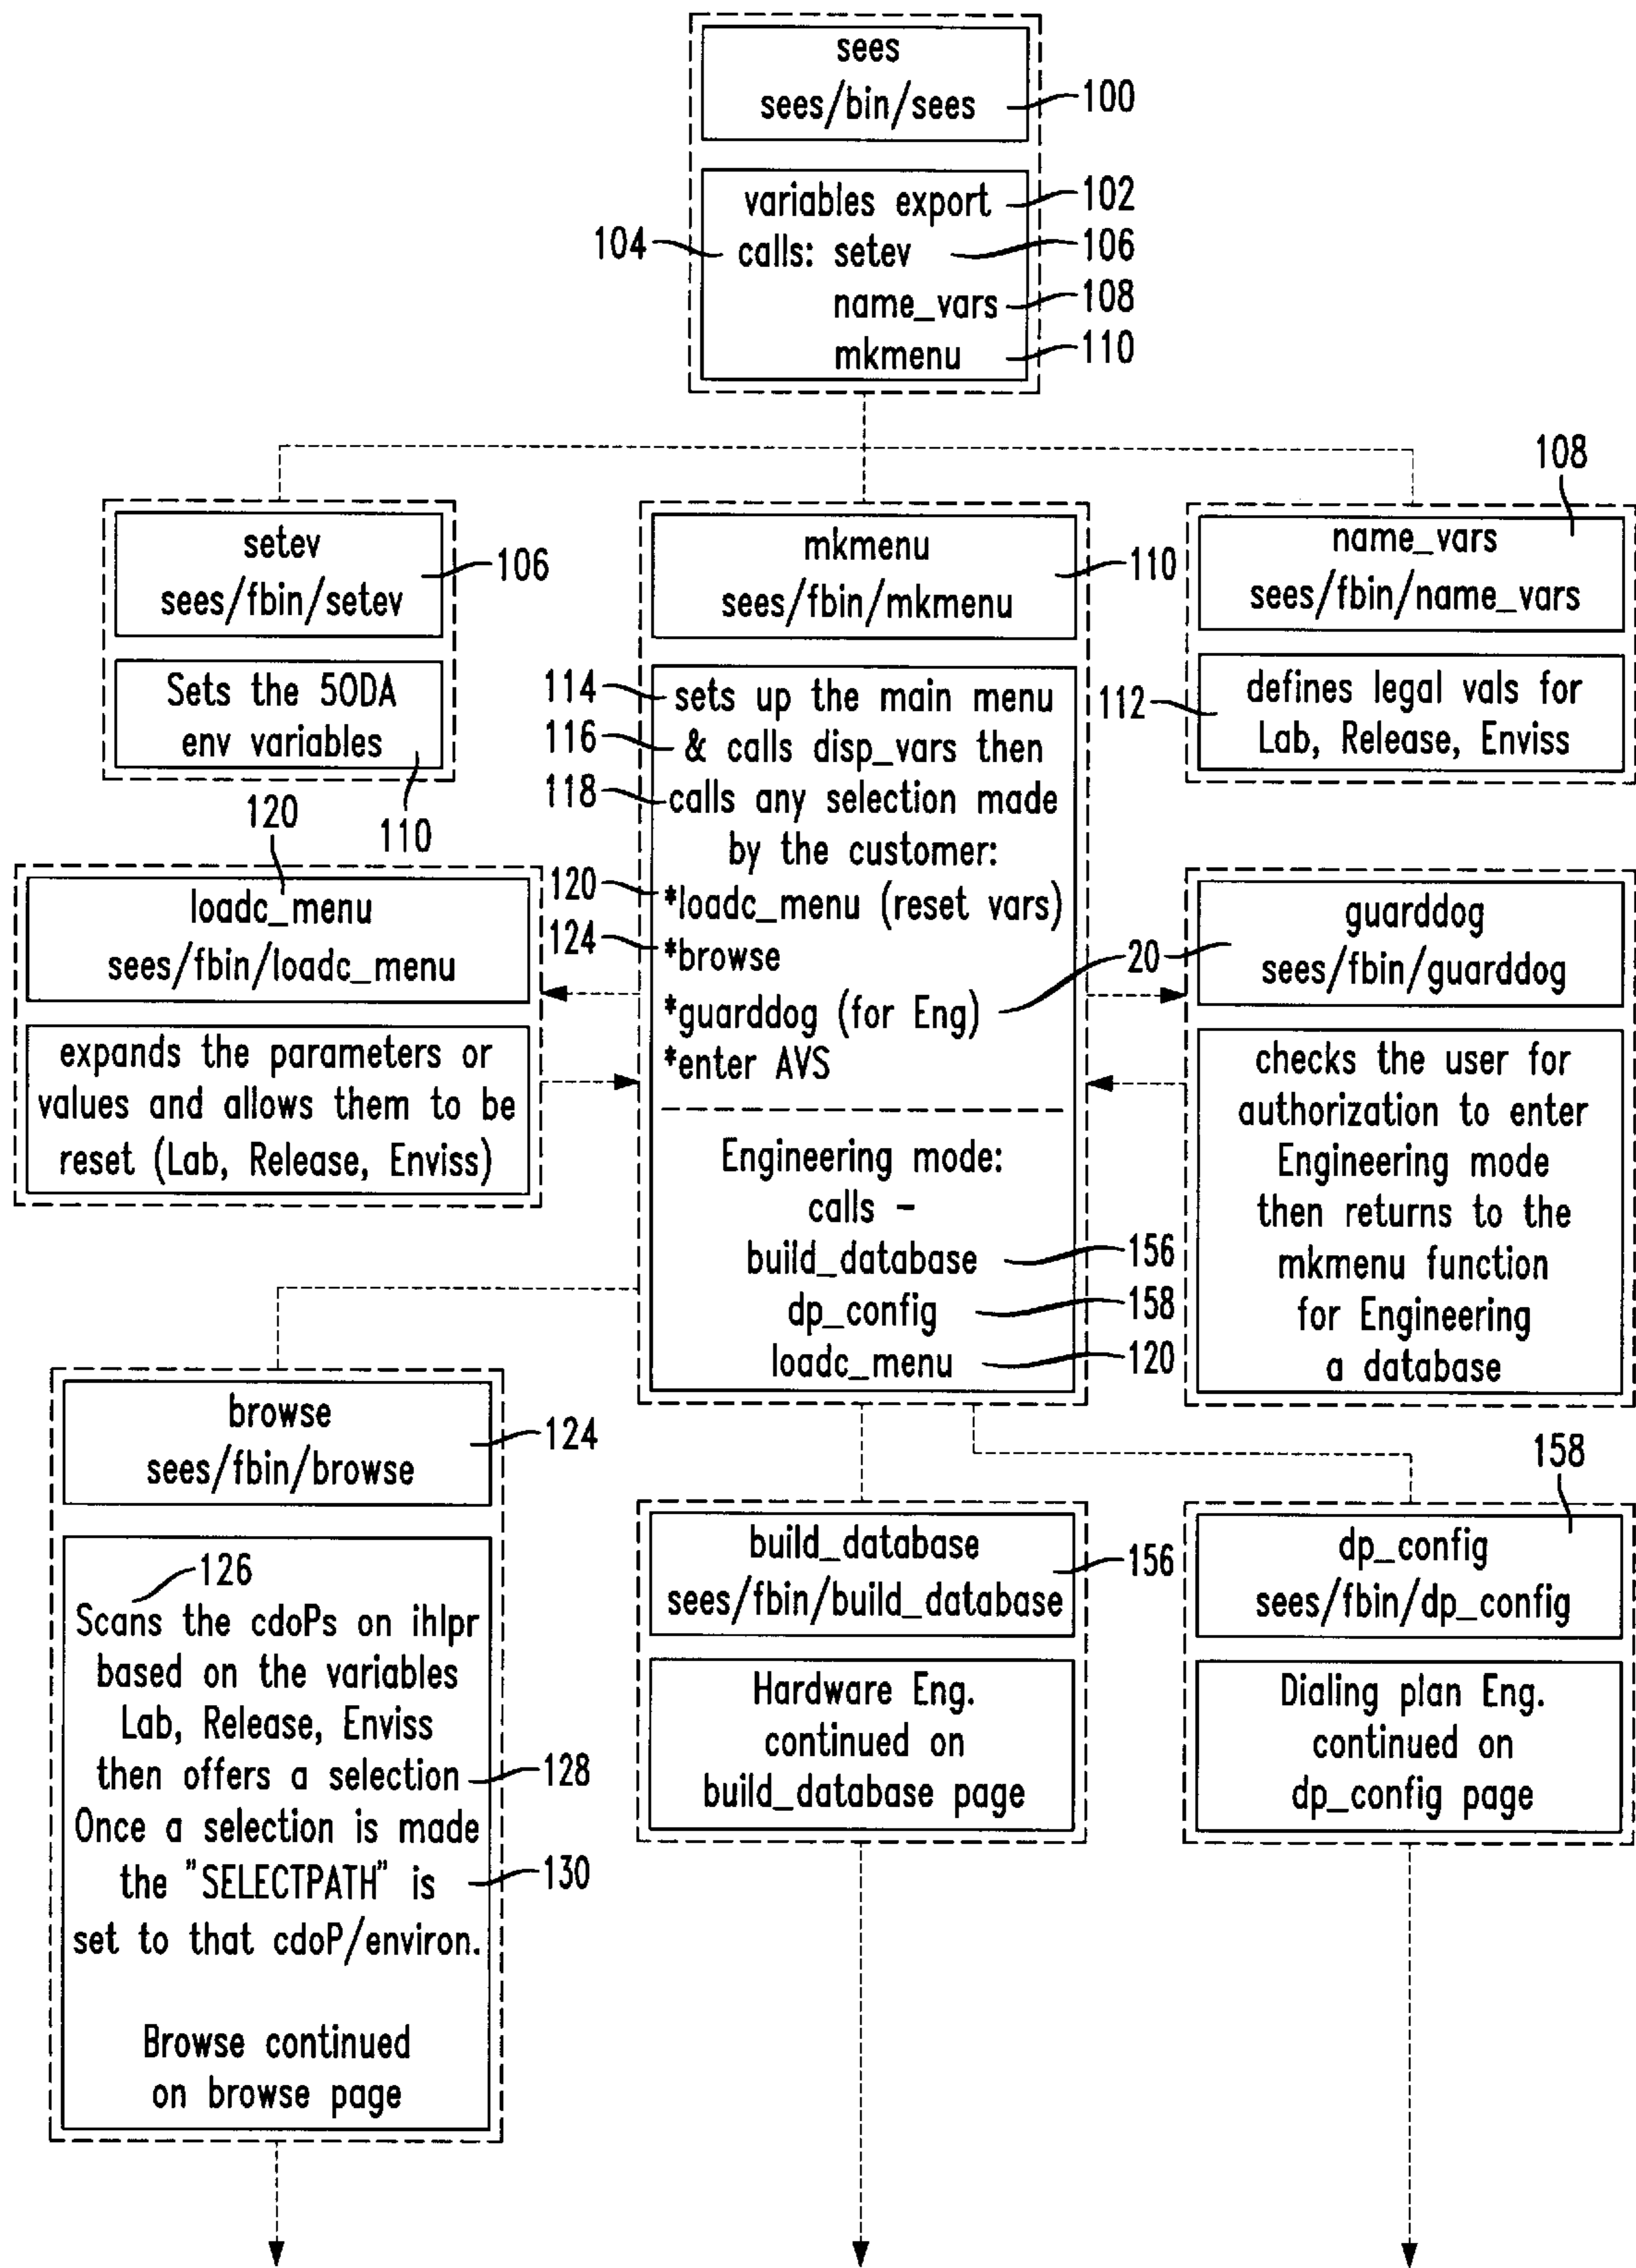 sees
sees/bin/sees
100
variables export
102
104
calls: setev
106
name_vars
108
mkmenu
110
setev
sees/fbin/setev
106
Sets the 5ODA
env variables
110
mkmenu
sees/fbin/mkmenu
110
114
sets up the main menu
116
& calls disp_vars then
118
calls any selection made
by the customer:
120
*loadc_menu (reset vars)
124
*browse
*guarddog (for Eng)
20
*enter AVS
Engineering mode:
calls -
build_database
156
dp_config
158
loadc_menu
120
108
name_vars
sees/fbin/name_vars
112
defines legal vals for
Lab, Release, Enviss
120
loadc_menu
sees/fbin/loadc_menu
expands the parameters or
values and allows them to be
reset (Lab, Release, Enviss)
guarddog
sees/fbin/guarddog
checks the user for
authorization to enter
Engineering mode
then returns to the
mkmenu function
for Engineering
a database
browse
sees/fbin/browse
124
126
Scans the cdoPs on ihlpr
based on the variables
Lab, Release, Enviss
then offers a selection
128
Once a selection is made
the "SELECTPATH" is
130
set to that cdoP/environ.
Browse continued
on browse page
build_database
sees/fbin/build_database
156
Hardware Eng.
continued on
build_database page
158
dp_config
sees/fbin/dp_config
Dialing plan Eng.
continued on
dp_config page